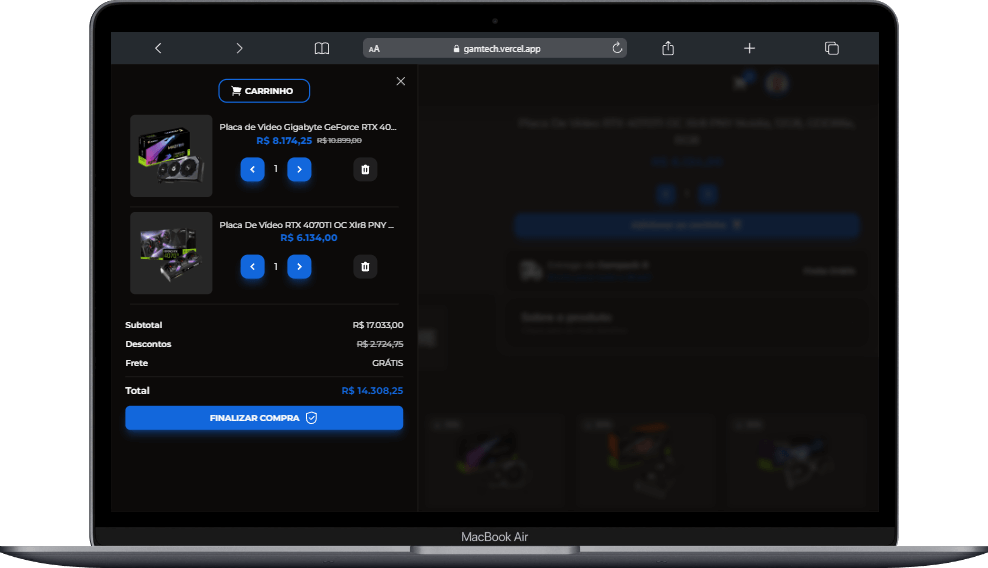 AA gamtech.vercel.app
CARRINHO
Placa de Vídeo Gigabyte GeForce RTX 40...
R$ 8.174,25 R$ 10.899,00
1
Placa De Vídeo RTX 4070TI OC Xlr8 PNY ...
R$ 6.134,00
1
Subtotal R$ 17.033,00
Descontos R$ 2.724,75
Frete GRÁTIS
Total R$ 14.308,25
FINALIZAR COMPRA
MacBook Air